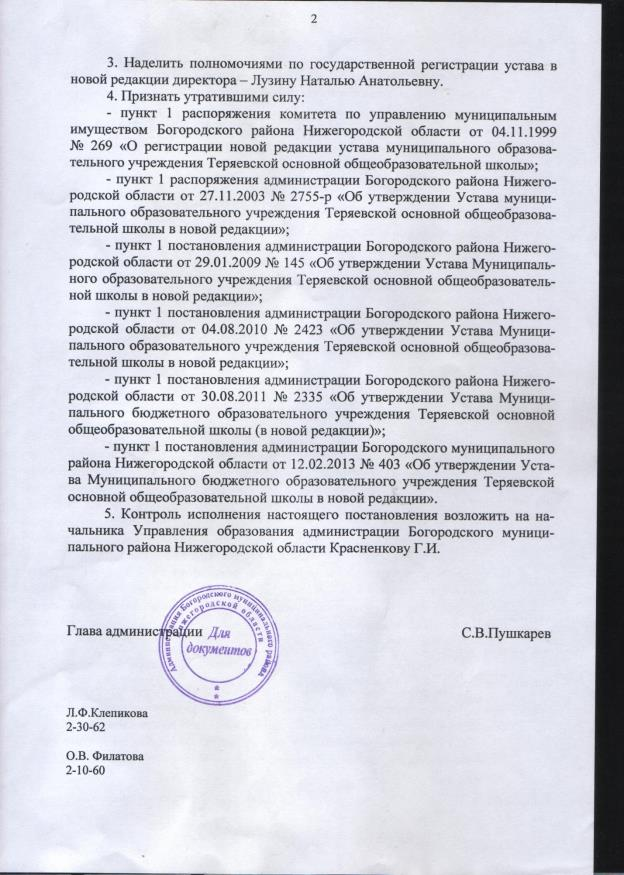 2
3. Наделить полномочиями по государственной регистрации устава в
новой редакции директора – Лузину Наталью Анатольевну.
4. Признать утратившими силу:
- пункт 1 распоряжения комитета по управлению муниципальным
имуществом Богородского района Нижегородской области от 04.11.1999
№ 269 «О регистрации новой редакции устава муниципального образова-
тельного учреждения Теряевской основной общеобразовательной школы»;
- пункт 1 распоряжения администрации Богородского района Нижего-
родской области от 27.11.2003 № 2755-р «Об утверждении Устава муници-
пального образовательного учреждения Теряевской основной общеобразова-
тельной школы в новой редакции»;
- пункт 1 постановления администрации Богородского района Нижего-
родской области от 29.01.2009 № 145 «Об утверждении Устава Муниципаль-
ного образовательного учреждения Теряевской основной общеобразователь-
ной школы в новой редакции»;
- пункт 1 постановления администрации Богородского района Нижего-
родской области от 04.08.2010 № 2423 «Об утверждении Устава Муници-
пального образовательного учреждения Теряевской основной общеобразова-
тельной школы в новой редакции»;
- пункт 1 постановления администрации Богородского района Нижего-
родской области от 30.08.2011 № 2335 «Об утверждении Устава Муници-
пального бюджетного образовательного учреждения Теряевской основной
общеобразовательной школы (в новой редакции)»;
- пункт 1 постановления администрации Богородского муниципального
района Нижегородской области от 12.02.2013 № 403 «Об утверждении Уста-
ва Муниципального бюджетного образовательного учреждения Теряевской
основной общеобразовательной школы в новой редакции».
5. Контроль исполнения настоящего постановления возложить на на-
чальника Управления образования администрации Богородского муници-
пального района Нижегородской области Красненкову Г.И.
Глава администрации
С.В.Пушкарев
Администрация Богородского муниципального района
Нижегородской области
Для
документов
Л.Ф.Клепикова
2-30-62
О.В. Филатова
2-10-60